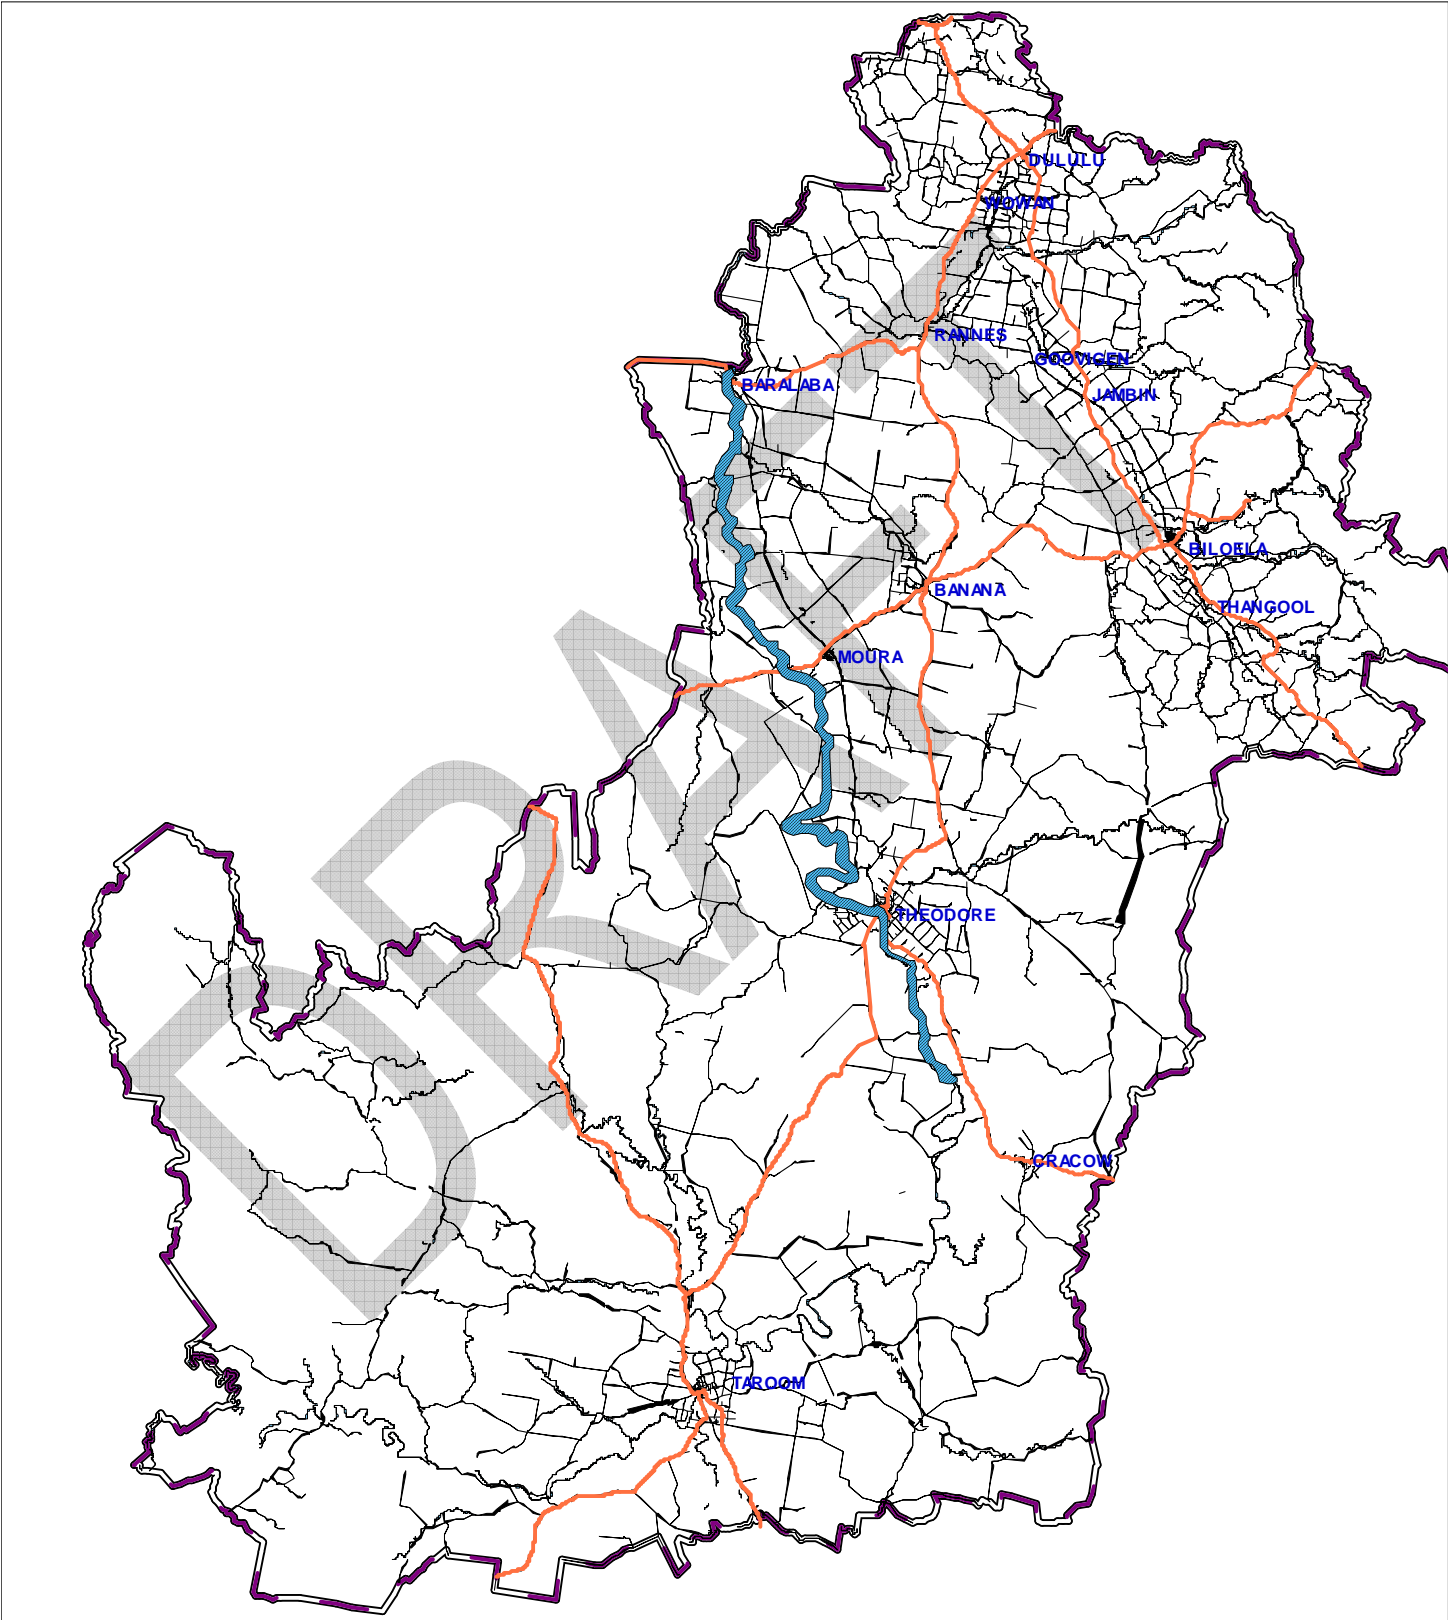 DULULU
WOWAN
RANNES
GOOVIGEN
BARALABA
JAMBIN
BILOELA
BANANA
THANGOOL
MOURA
THEODORE
CRACOW
TAROOM
DRAFT